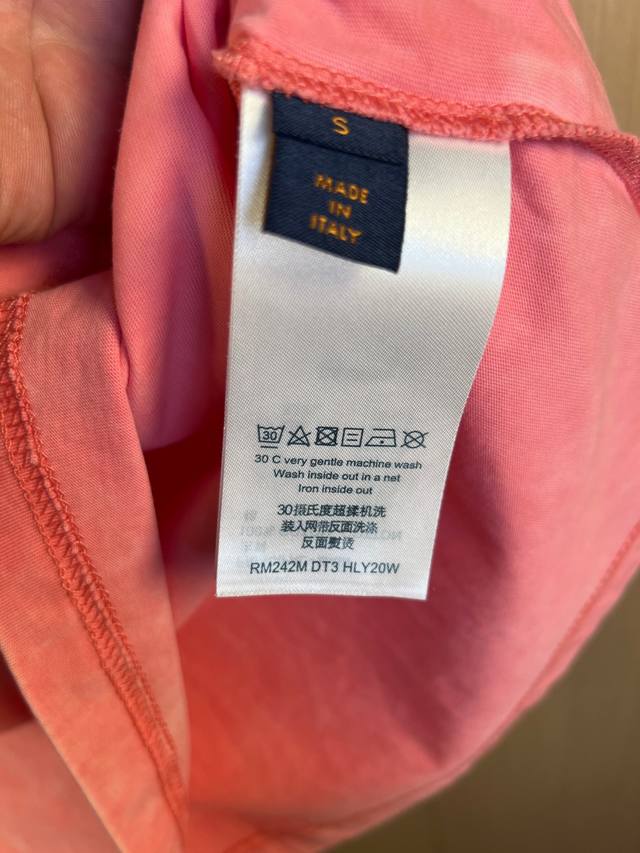 S
MADE
IN
ITALY
30
30 C very gentle machine wash
Wash inside out in a net
Iron inside out
30摄氏度超揉机洗
装入网带反面洗涤
反面熨烫
RM242M DT3 HLY20W